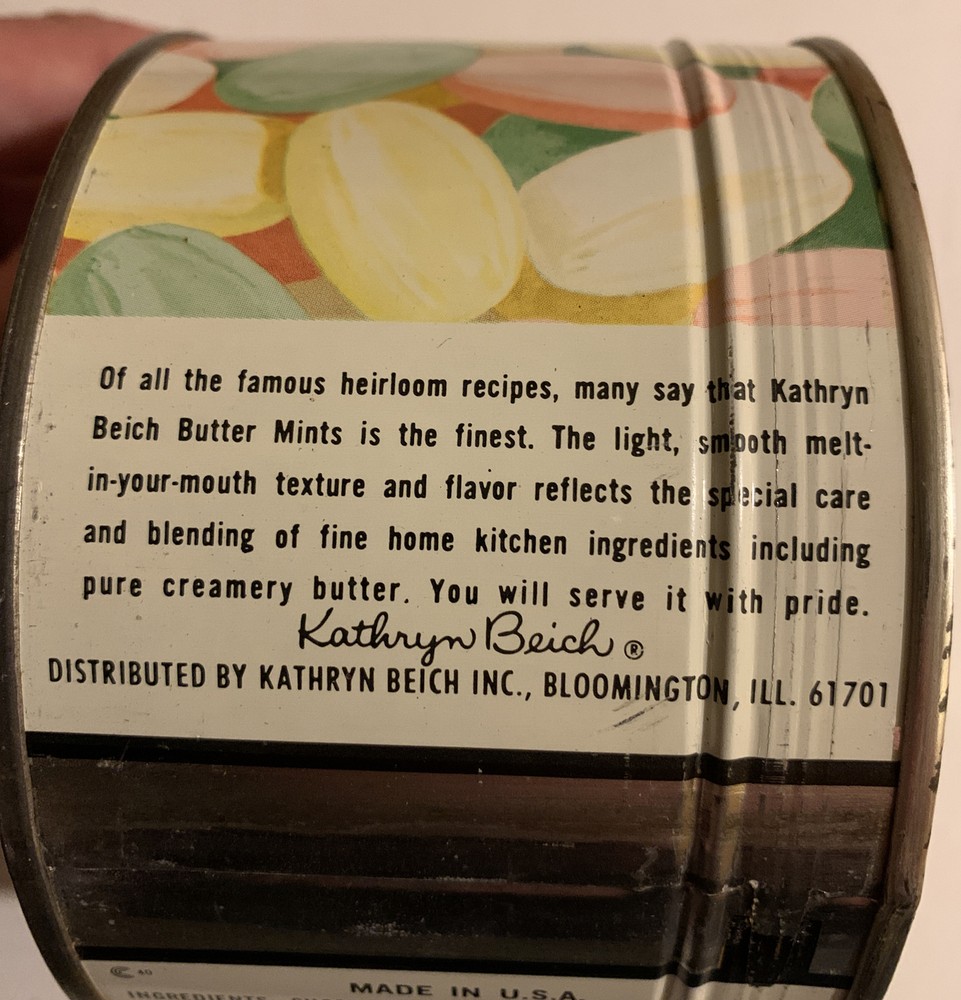 Of all the famous heirloom recipes, many say that Kathryn
Beich Butter Mints is the finest. The light, smooth melt-
in-your-mouth texture and flavor reflects the special care
and blending of fine home kitchen ingredients including
pure creamery butter. You will serve it with pride.
Kathryn Beich ®
DISTRIBUTED BY KATHRYN BEICH INC., BLOOMINGTON, ILL. 61701
40
MADE IN U.S.A.
INGREDIENTS